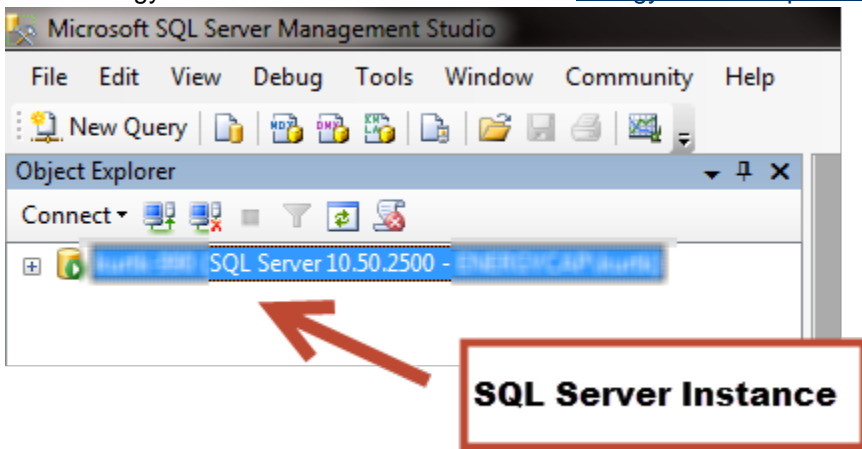 Microsoft SQL Server Management Studio
File Edit View Debug Tools Window Community Help
New Query
Object Explorer
Connect
SQL Server 10.50.2500 -
SQL Server Instance